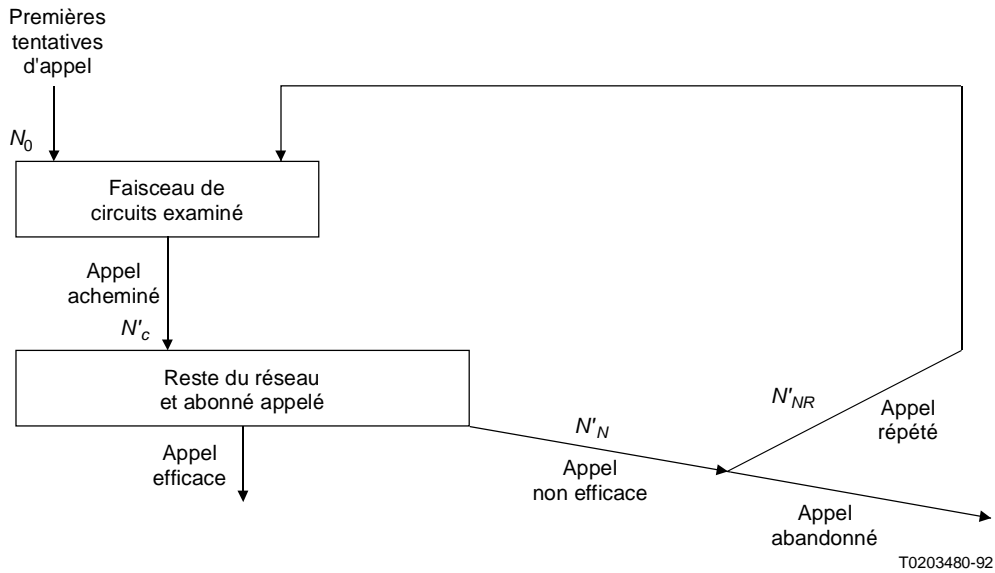 Premières
tentatives
d'appel
N0
Faisceau de
circuits examiné
Appel
acheminé
N'c
Reste du réseau
et abonné appelé
Appel
efficace
N'N
Appel
non efficace
N'NR
Appel
répété
Appel
abandonné
T0203480-92